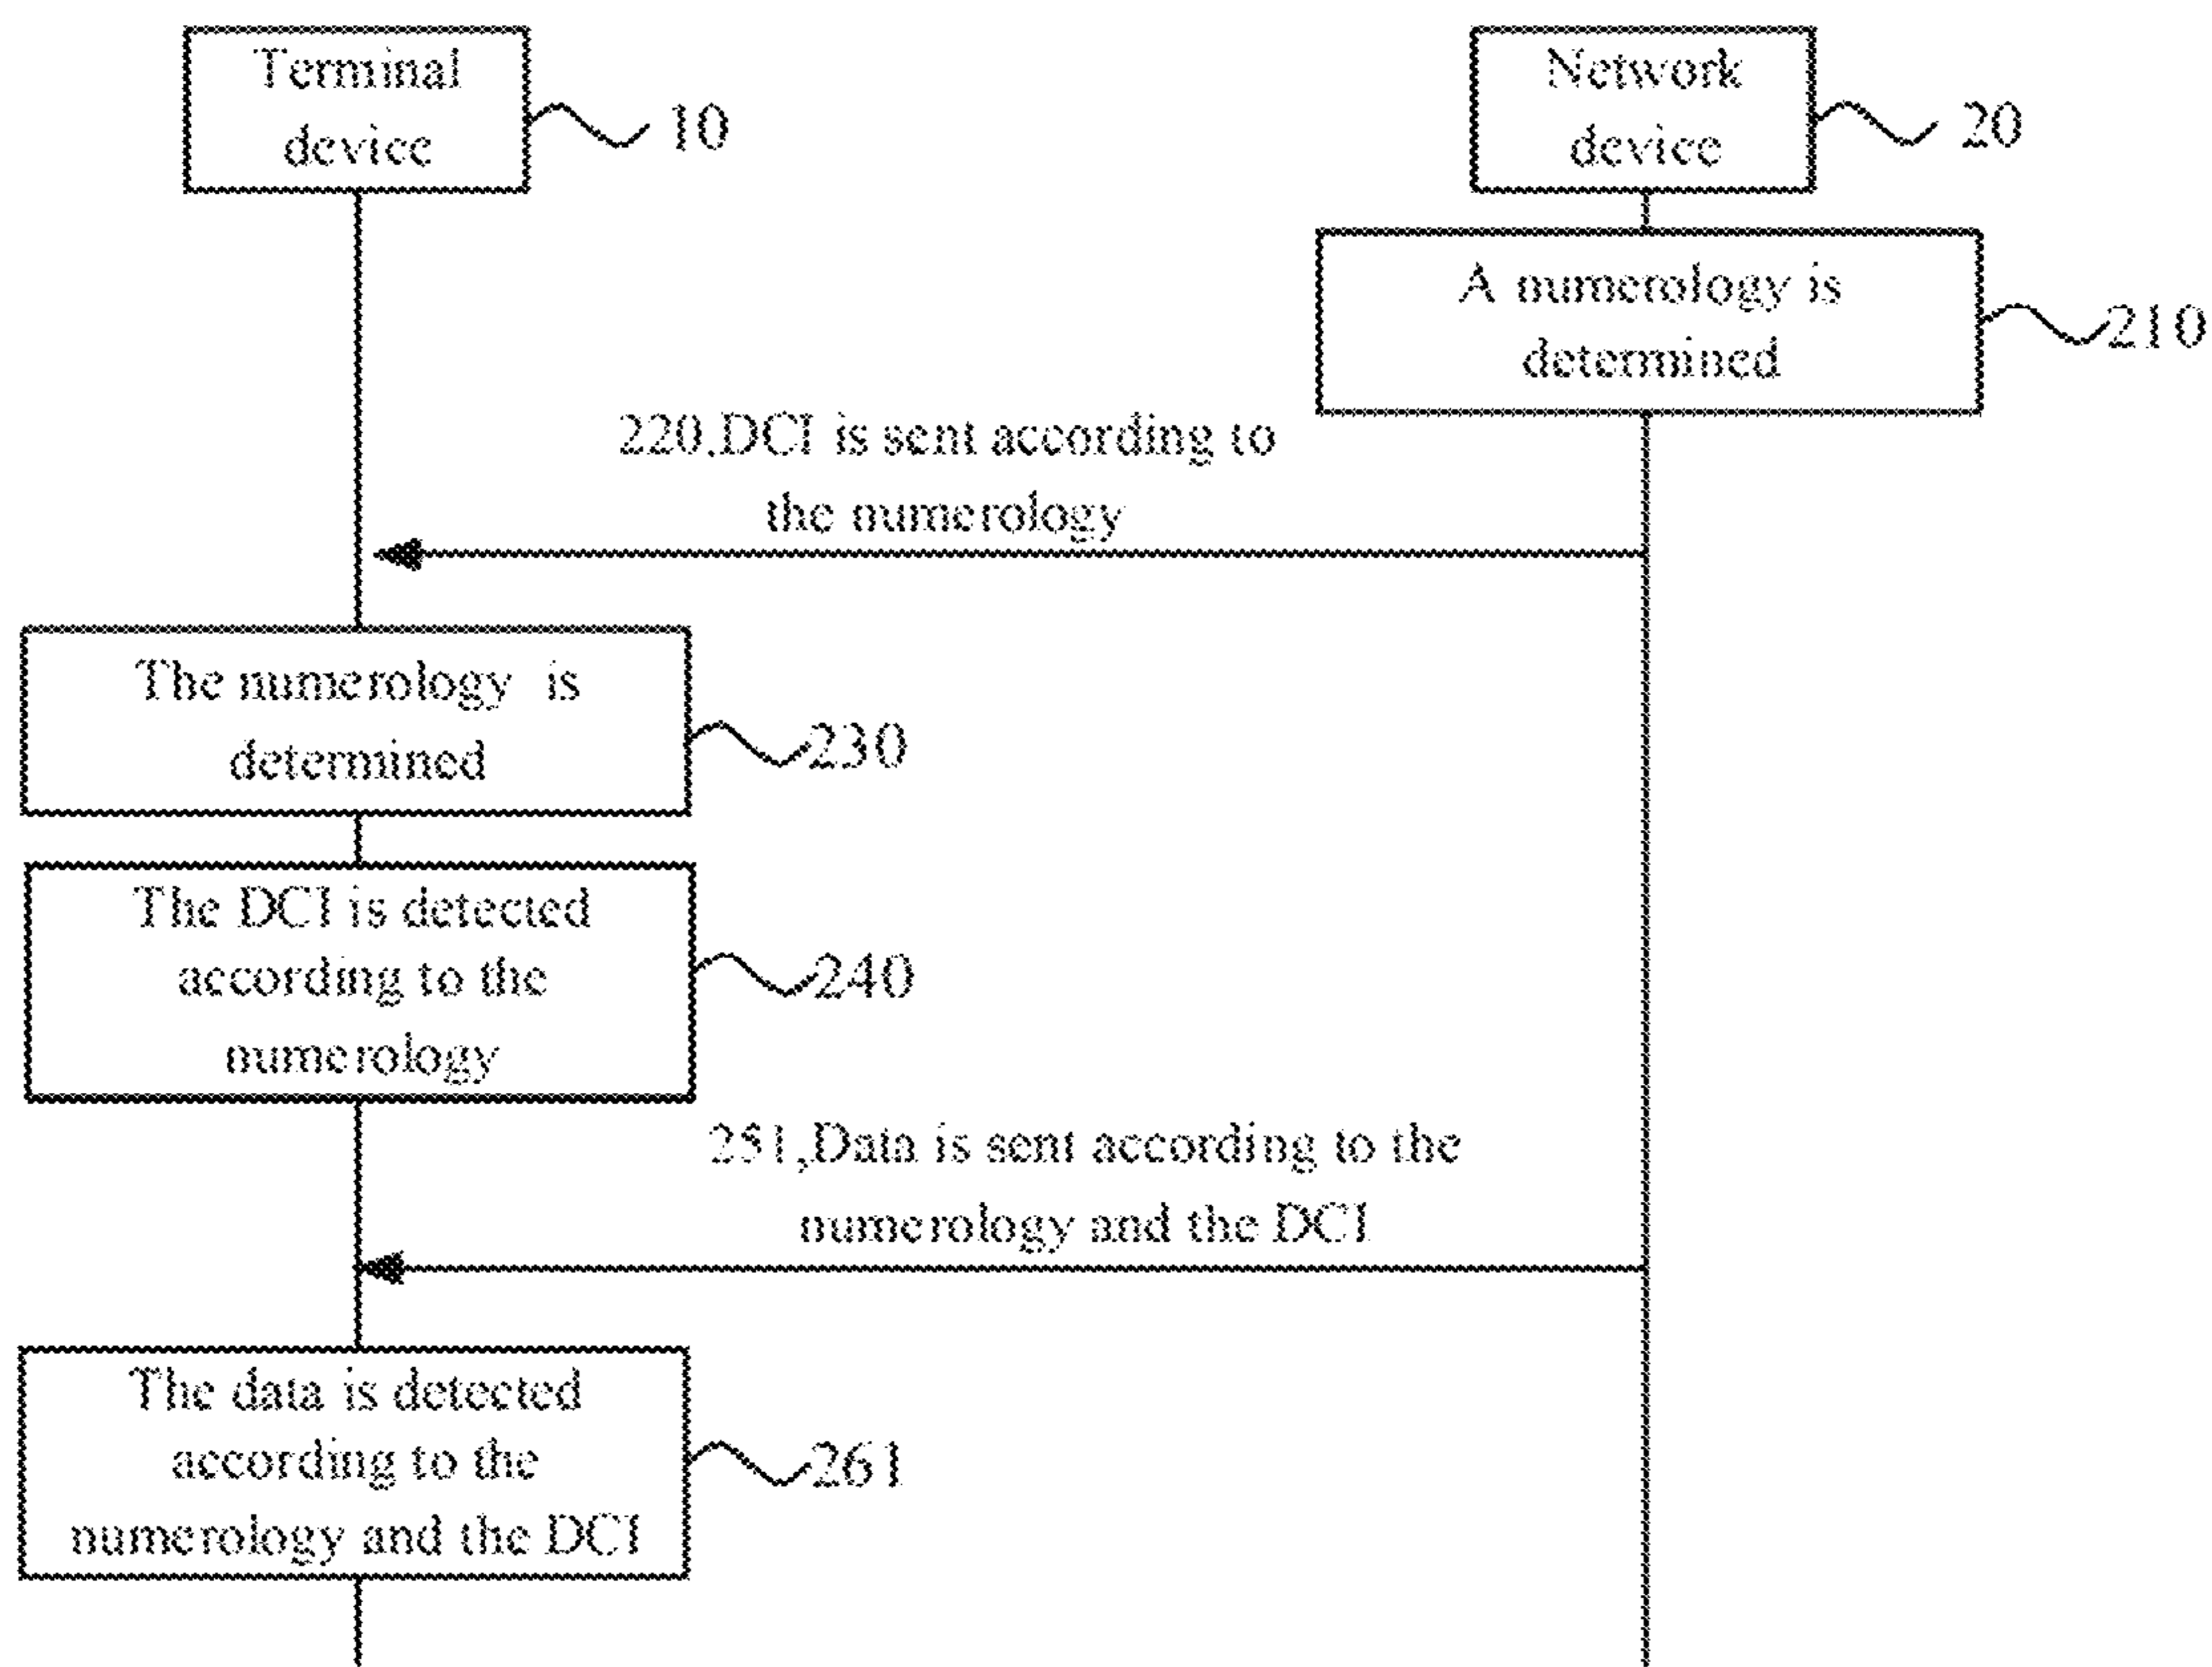 Terminal
device
10
Network
device
20
A numerology is
determined
210
220.DCI is sent according to
the numerology
The numerology is
determined
230
The DCI is detected
according to the
numerology
240
251,Data is sent according to the
numerology and the DCI
The data is detected
according to the
numerology and the DCI
261